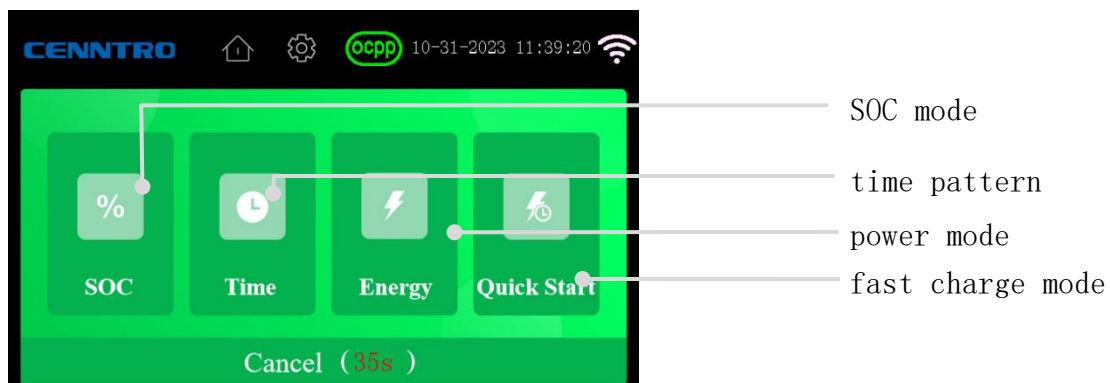 CENNTRO ocpp 10-31-2023 11:39:20
SOC mode
time pattern
%
power mode
SOC Time Energy Quick Start
fast charge mode
Cancel (35s )